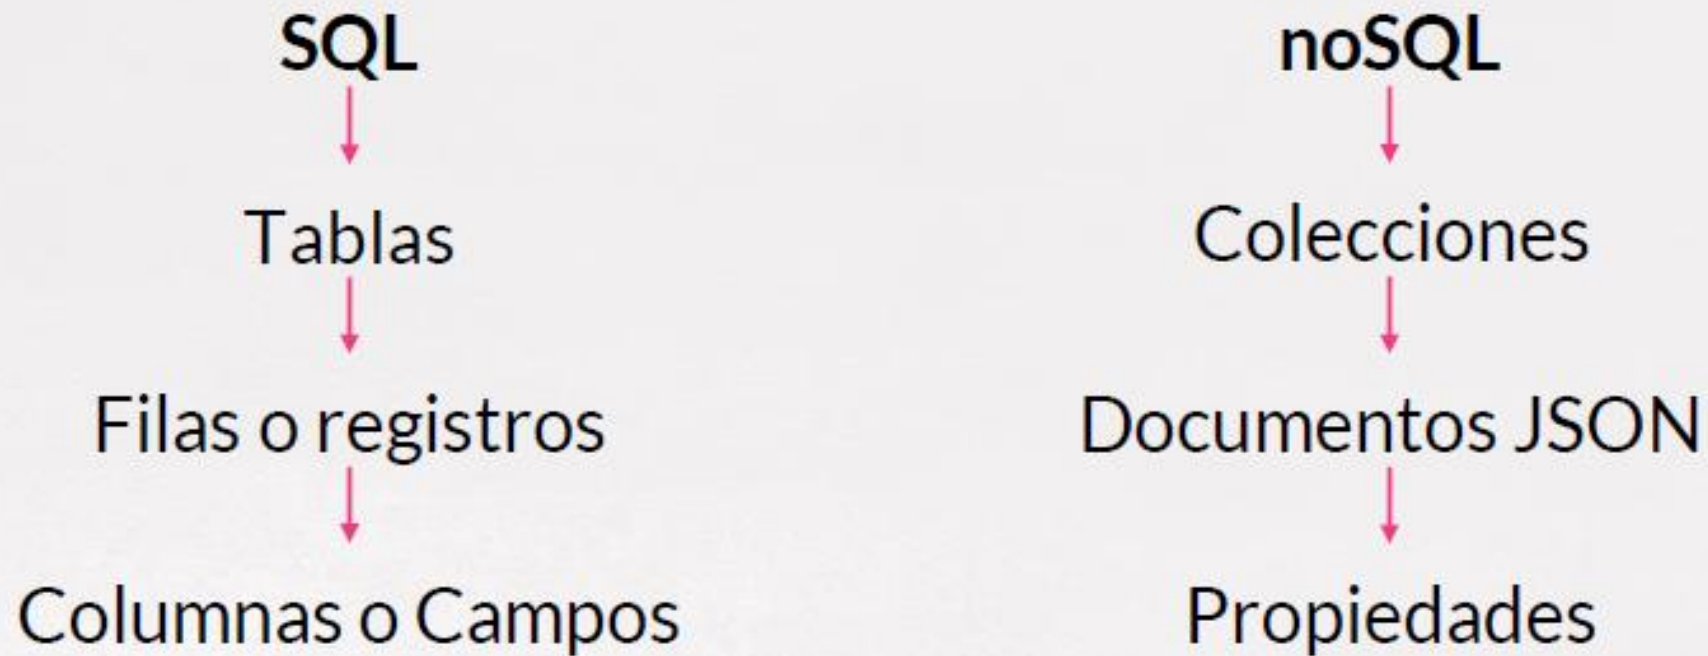 SQL
Tablas
Filas o registros
Columnas o Campos
noSQL
Colecciones
Documentos JSON
Propiedades